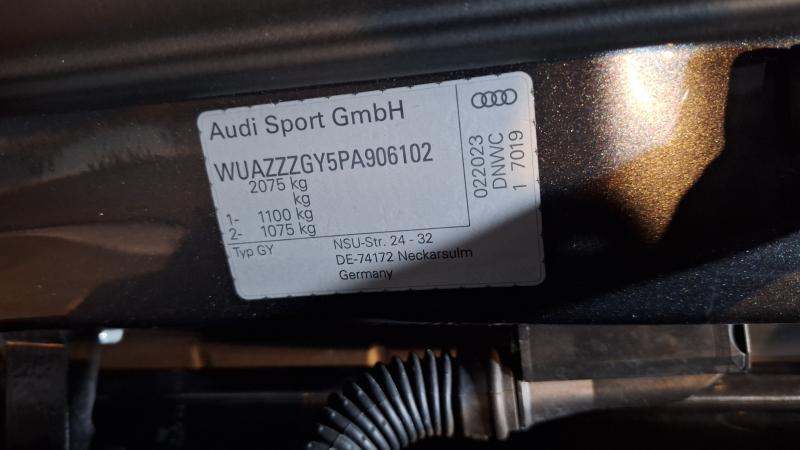 Audi Sport GmbH
WUAZZZGY5PA906102
2075 kg
kg
1- 1100 kg
2- 1075 kg
Typ GY
NSU-Str. 24 - 32
DE-74172 Neckarsulm
Germany
022023
DNWC
1 7019